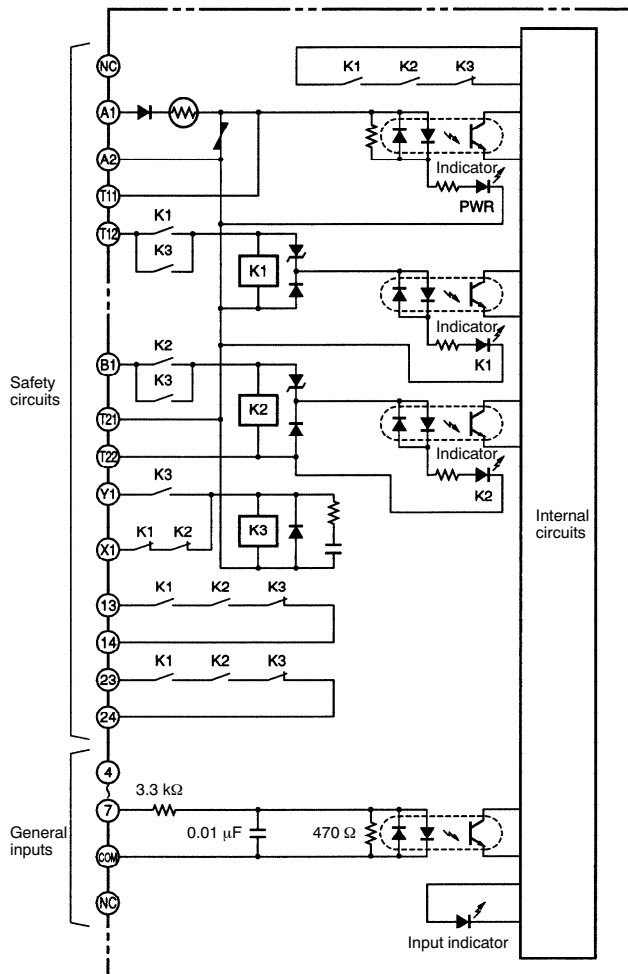 NC
K1 K2 K3
A1
A2
Indicator
T11
PWR
T12
K1
K3
K1
Indicator
K1
B1
K2
K3
K2
Safety
circuits
T21
T22
Indicator
K2
Y1
K3
K3
X1
K1 K2
Internal
circuits
13
K1 K2 K3
14
23
K1 K2 K3
24
4
3.3 kΩ
7
0.01 μF
470 Ω
General
inputs
COM
NC
Input indicator